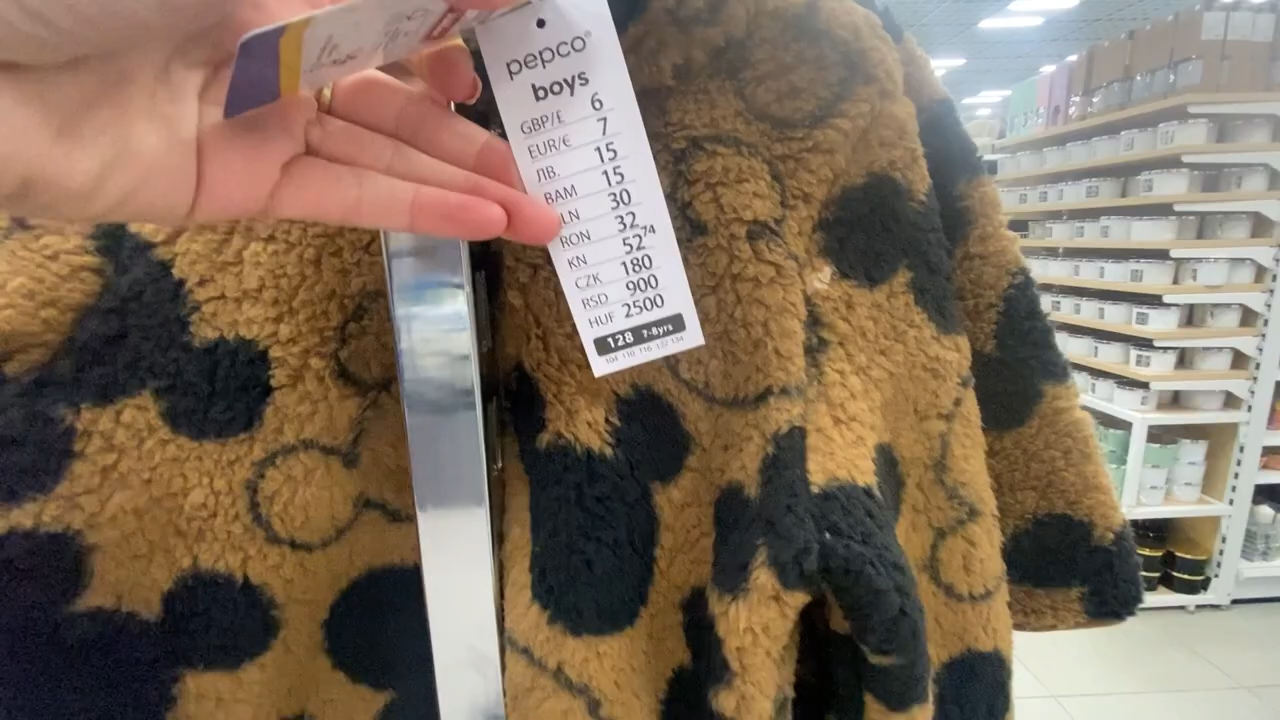 pepco®
boys
GBP/£ 6
EUR/€ 7
ЛВ. 15
BAM 15
LN 30
RON 32
KN 52⁷⁴
CZK 180
RSD 900
HUF 2500
128 7-8yrs
104 110 116 122 134